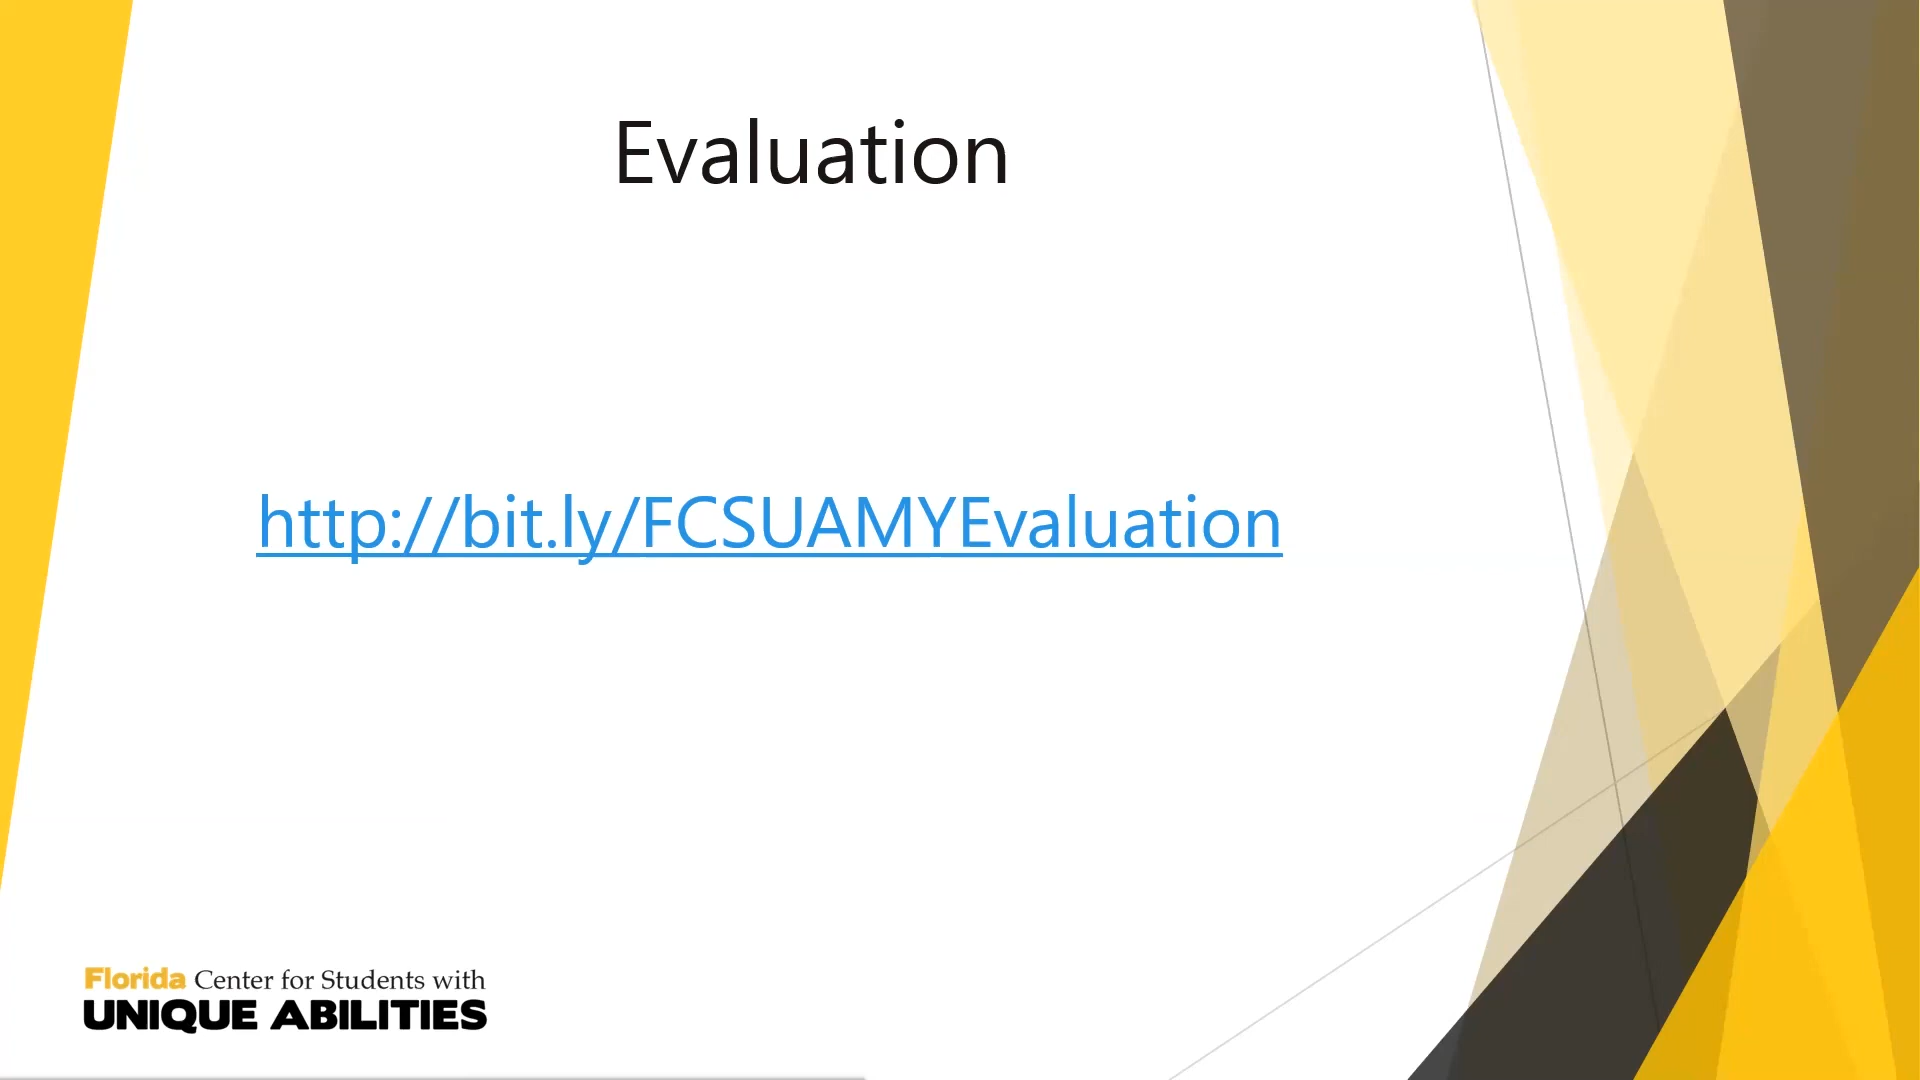 Evaluation
http://bit.ly/FCSUAMYEvaluation
Florida Center for Students with
UNIQUE ABILITIES